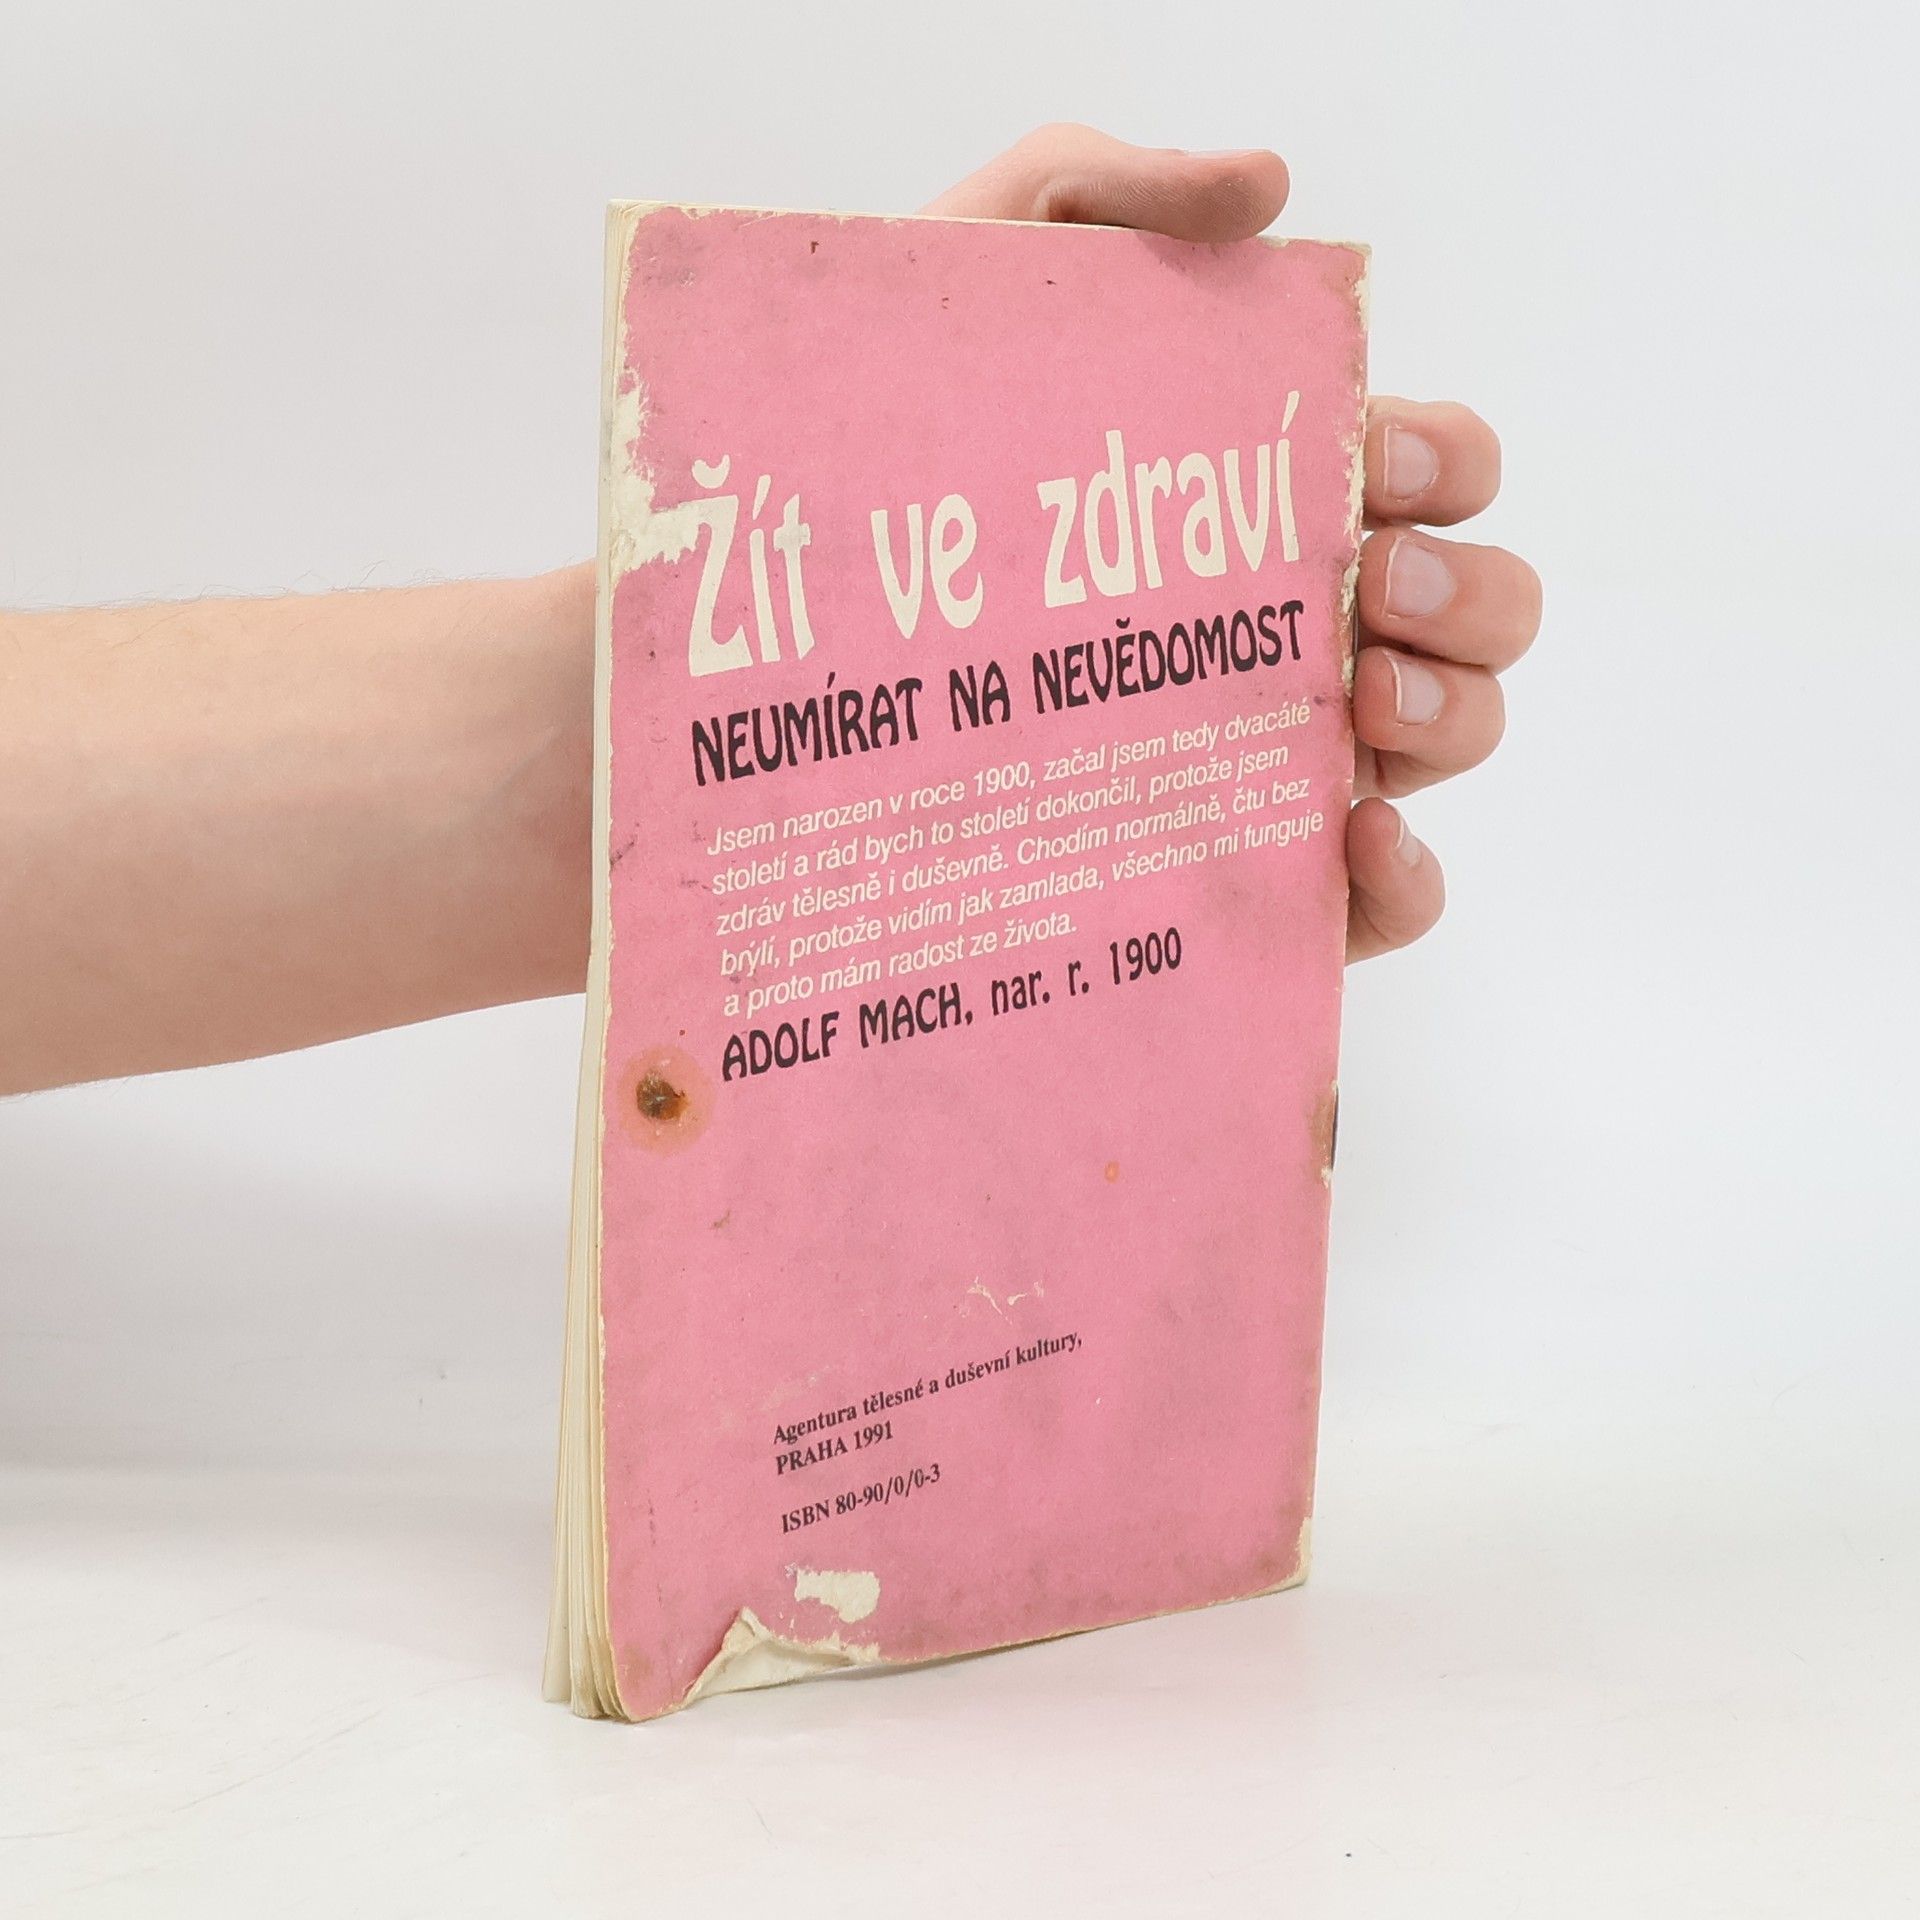 Žít ve zdraví
NEUMÍRAT NA NEVĚDOMOST
Jsem narozen v roce 1900, začal jsem tedy dvacáté
století a rád bych to století dokončil, protože jsem
zdráv tělesně i duševně. Chodím normálně, čtu bez
brýlí, protože vidím jak zamlada, všechno mi funguje
a proto mám radost ze života.
ADOLF MACH, nar. r. 1900
Agentura tělesné a duševní kultury,
PRAHA 1991
ISBN 80-90/0/0-3